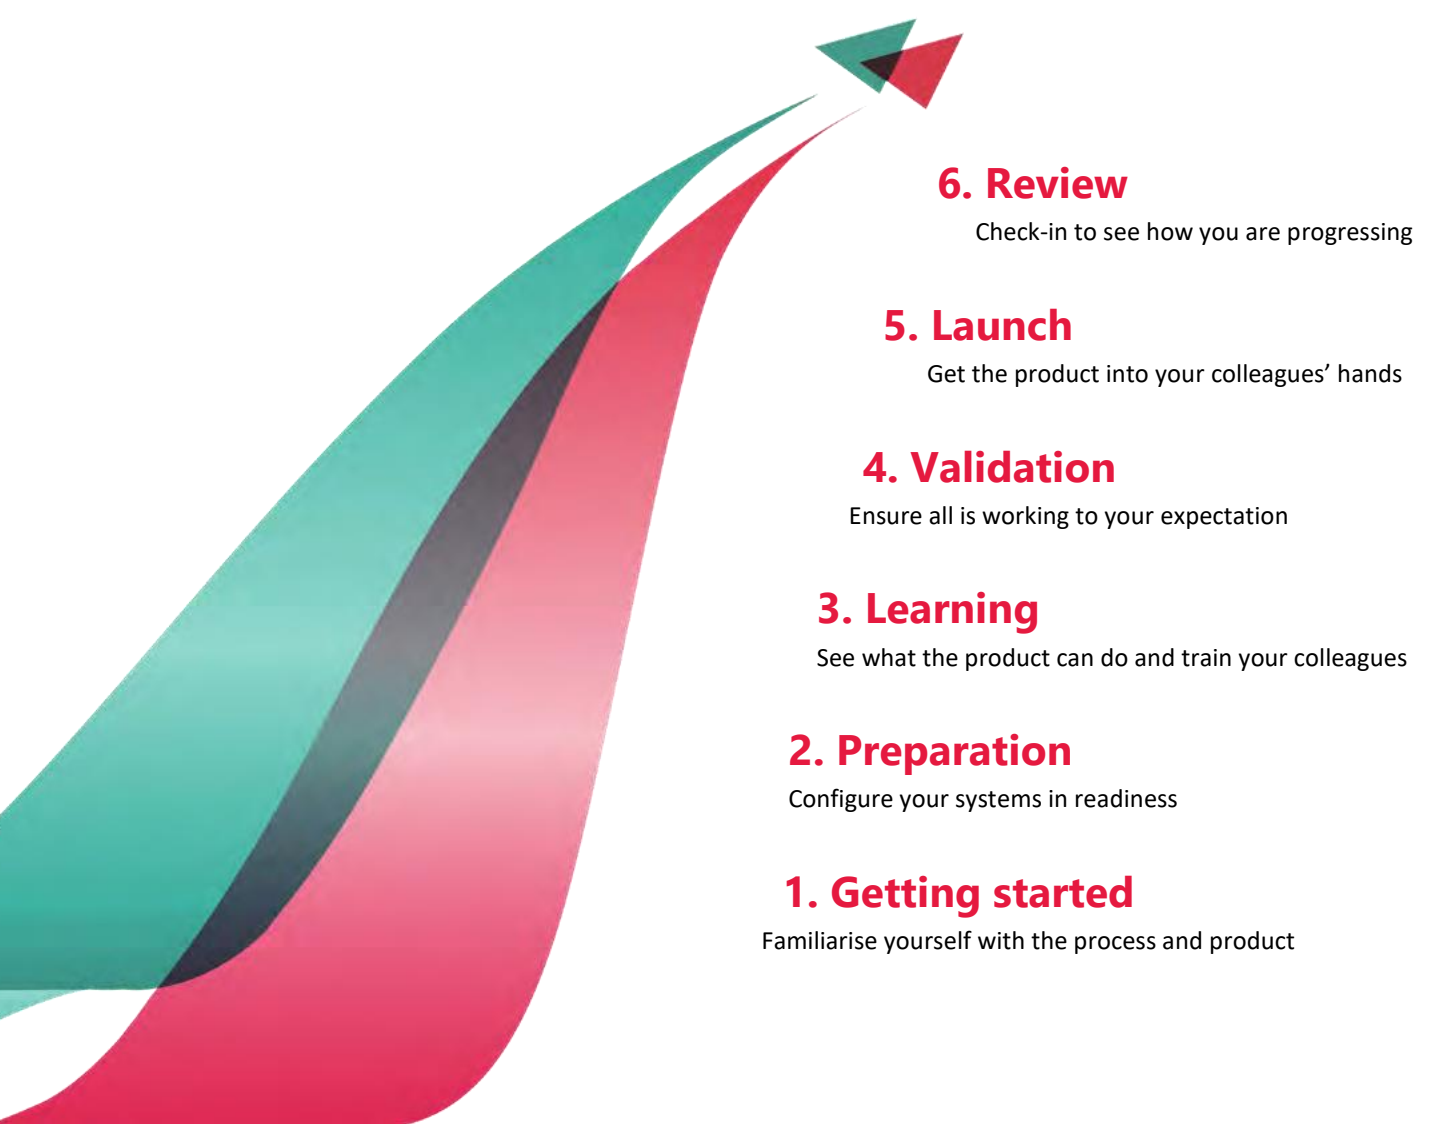 6. Review
Check-in to see how you are progressing
5. Launch
Get the product into your colleagues’ hands
4. Validation
Ensure all is working to your expectation
3. Learning
See what the product can do and train your colleagues
2. Preparation
Configure your systems in readiness
1. Getting started
Familiarise yourself with the process and product